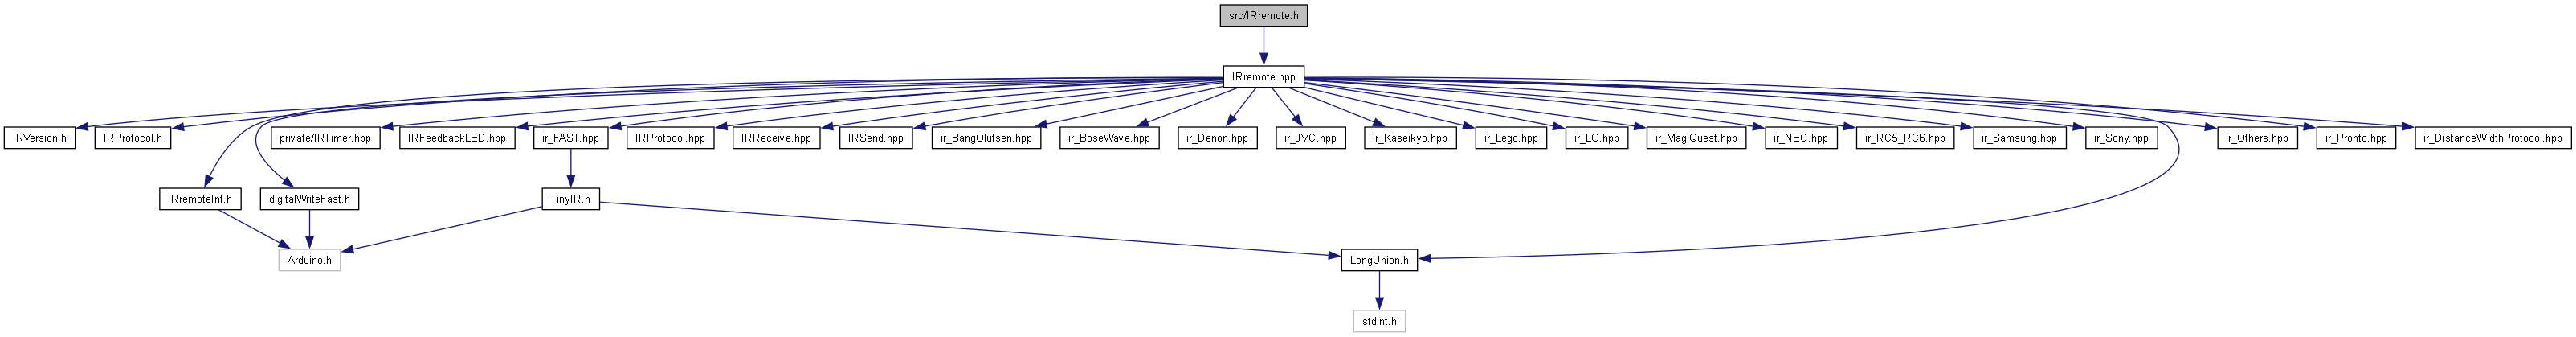 src/IRremote.h
IRremote.hpp
IRVersion.h
IRProtocol.h
private/IRTimer.hpp
IRFeedbackLED.hpp
ir_FAST.hpp
IRProtocol.hpp
IRReceive.hpp
IRSend.hpp
ir_BangOlufsen.hpp
ir_BoseWave.hpp
ir_Denon.hpp
ir_JVC.hpp
ir_Kaseikyo.hpp
ir_Lego.hpp
ir_LG.hpp
ir_MagiQuest.hpp
ir_NEC.hpp
ir_RC5_RC6.hpp
ir_Samsung.hpp
ir_Sony.hpp
ir_Others.hpp
ir_Pronto.hpp
ir_DistanceWidthProtocol.hpp
IRremoteInt.h
digitalWriteFast.h
TinyIR.h
Arduino.h
LongUnion.h
stdint.h